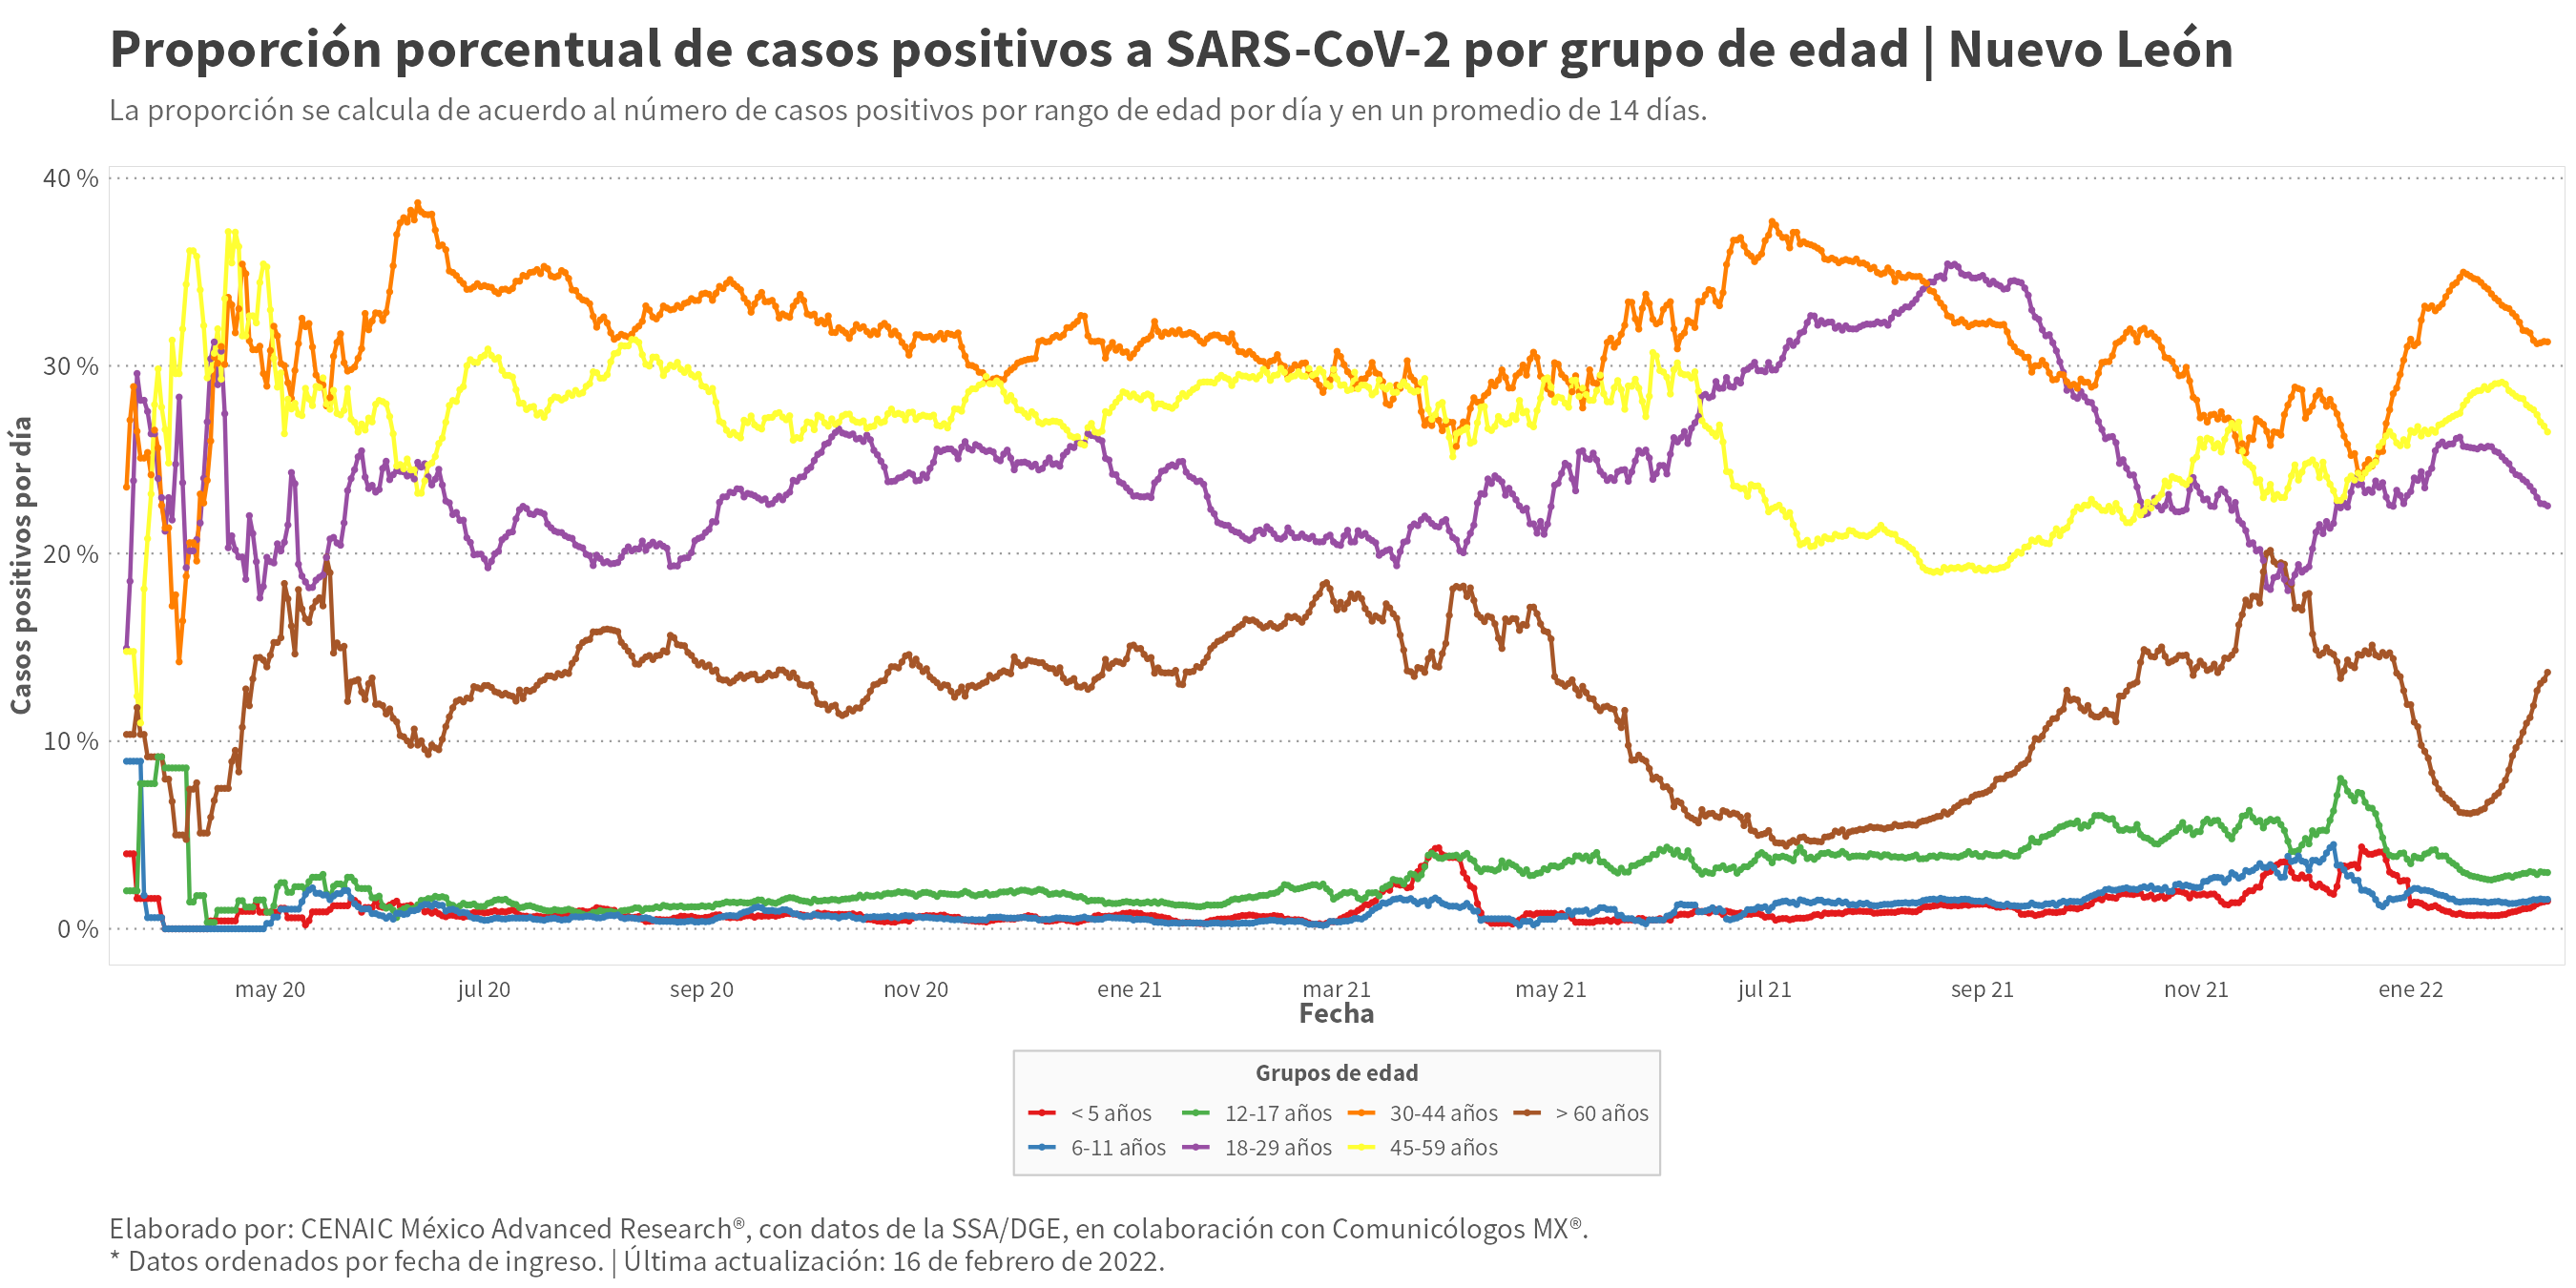 Proporción porcentual de casos positivos a SARS-CoV-2 por grupo de edad | Nuevo León
La proporción se calcula de acuerdo al número de casos positivos por rango de edad por día y en un promedio de 14 días.
Casos positivos por día
40 %
30 %
20 %
10 %
0 %
may 20 jul 20 sep 20 nov 20 ene 21 mar 21 may 21 jul 21 sep 21 nov 21 ene 22
Fecha
Grupos de edad
< 5 años 12-17 años 30-44 años > 60 años
6-11 años 18-29 años 45-59 años
Elaborado por: CENAIC México Advanced Research®, con datos de la SSA/DGE, en colaboración con Comunicólogos MX®.
* Datos ordenados por fecha de ingreso. | Última actualización: 16 de febrero de 2022.